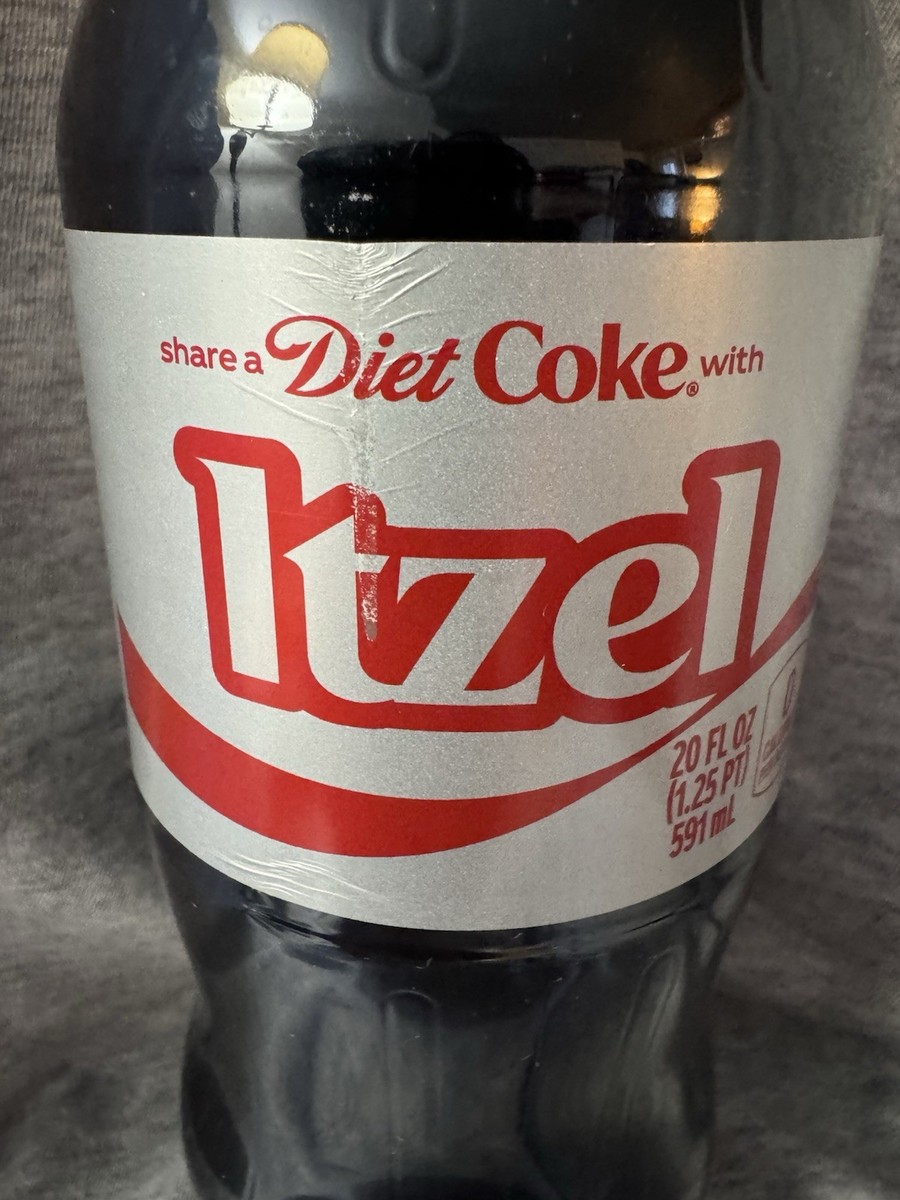 share a Diet Coke® with
Itzel
20 FL OZ
(1.25 PT)
591 mL